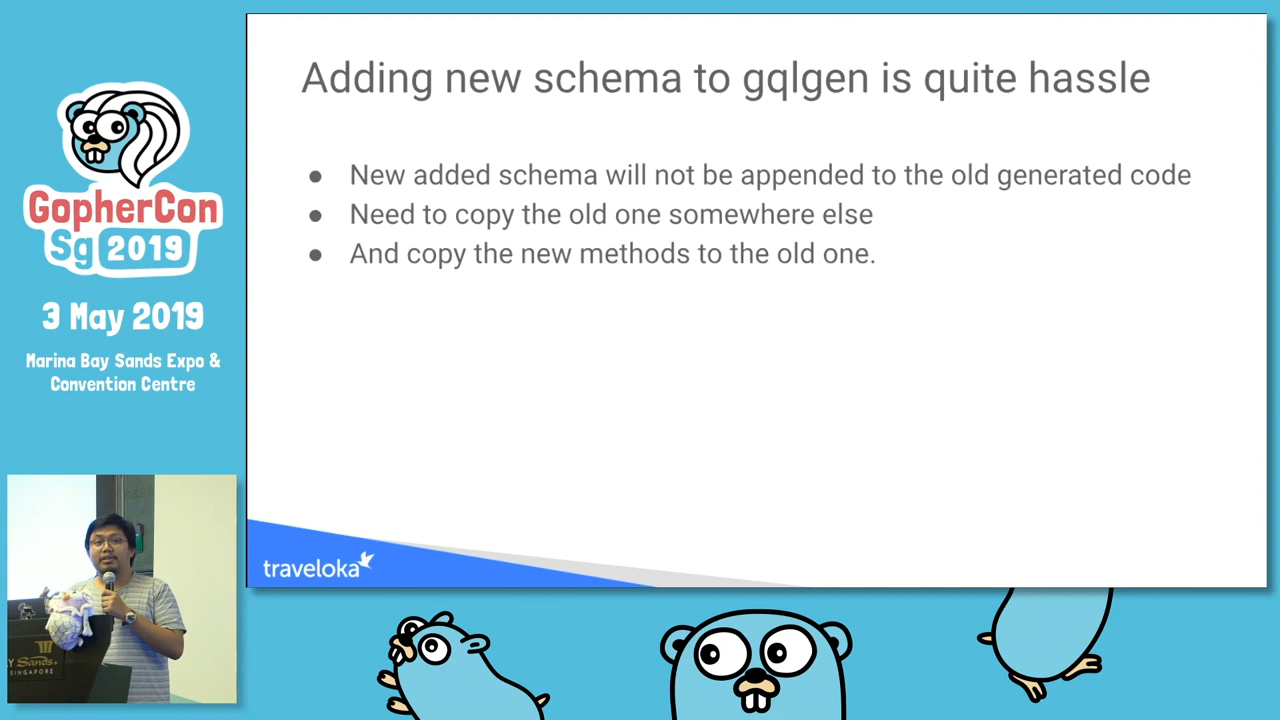 GopherCon
Sg 2019
3 May 2019
Marina Bay Sands Expo &
Convention Centre
Adding new schema to gqlgen is quite hassle
● New added schema will not be appended to the old generated code
● Need to copy the old one somewhere else
● And copy the new methods to the old one.
traveloka
Sands
SINGAPORE